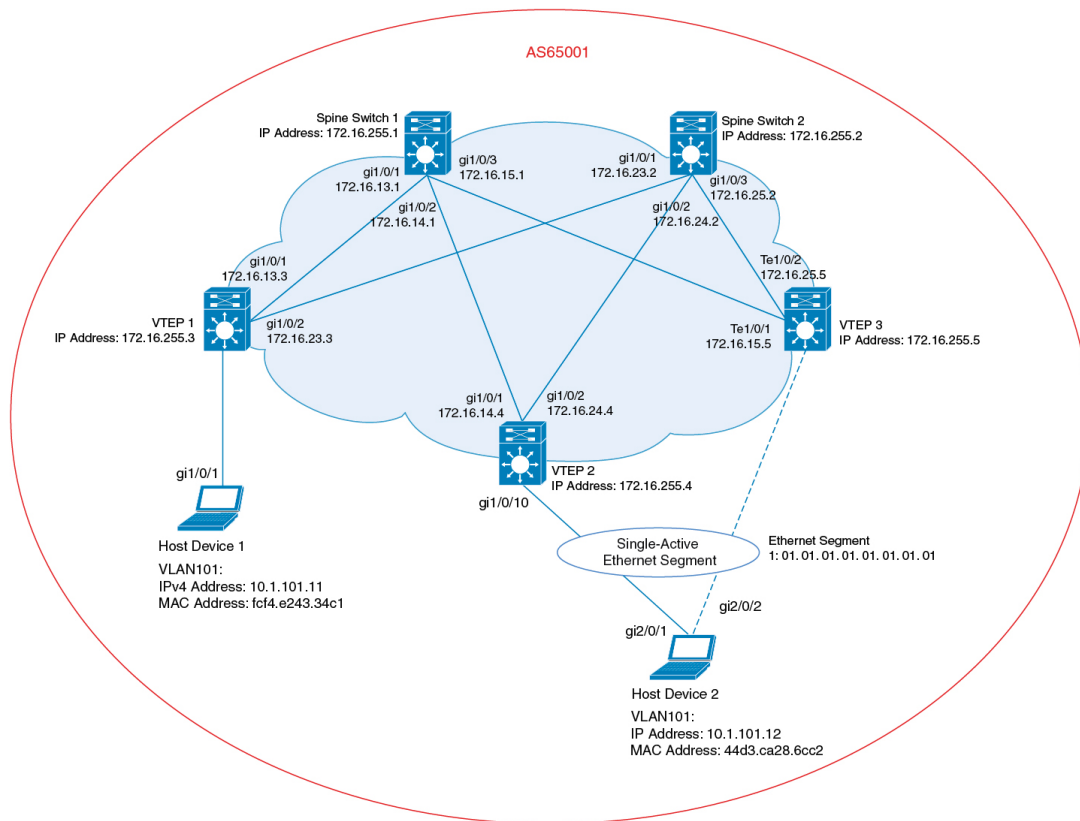 AS65001
Spine Switch 1
IP Address: 172.16.255.1
Spine Switch 2
IP Address: 172.16.255.2
gi1/0/1
172.16.13.1
gi1/0/3
172.16.15.1
gi1/0/2
172.16.14.1
gi1/0/1
172.16.23.2
gi1/0/3
172.16.25.2
gi1/0/2
172.16.24.2
gi1/0/1
172.16.13.3
Te1/0/2
172.16.25.5
VTEP 1
IP Address: 172.16.255.3
gi1/0/2
172.16.23.3
Te1/0/1
172.16.15.5
VTEP 3
IP Address: 172.16.255.5
gi1/0/1
172.16.14.4
gi1/0/2
172.16.24.4
VTEP 2
IP Address: 172.16.255.4
gi1/0/1
gi1/0/10
Host Device 1
VLAN101:
IPv4 Address: 10.1.101.11
MAC Address: fcf4.e243.34c1
Single-Active
Ethernet Segment
Ethernet Segment
1: 01. 01. 01. 01. 01. 01. 01. 01. 01
gi2/0/1
gi2/0/2
Host Device 2
VLAN101:
IP Address: 10.1.101.12
MAC Address: 44d3.ca28.6cc2